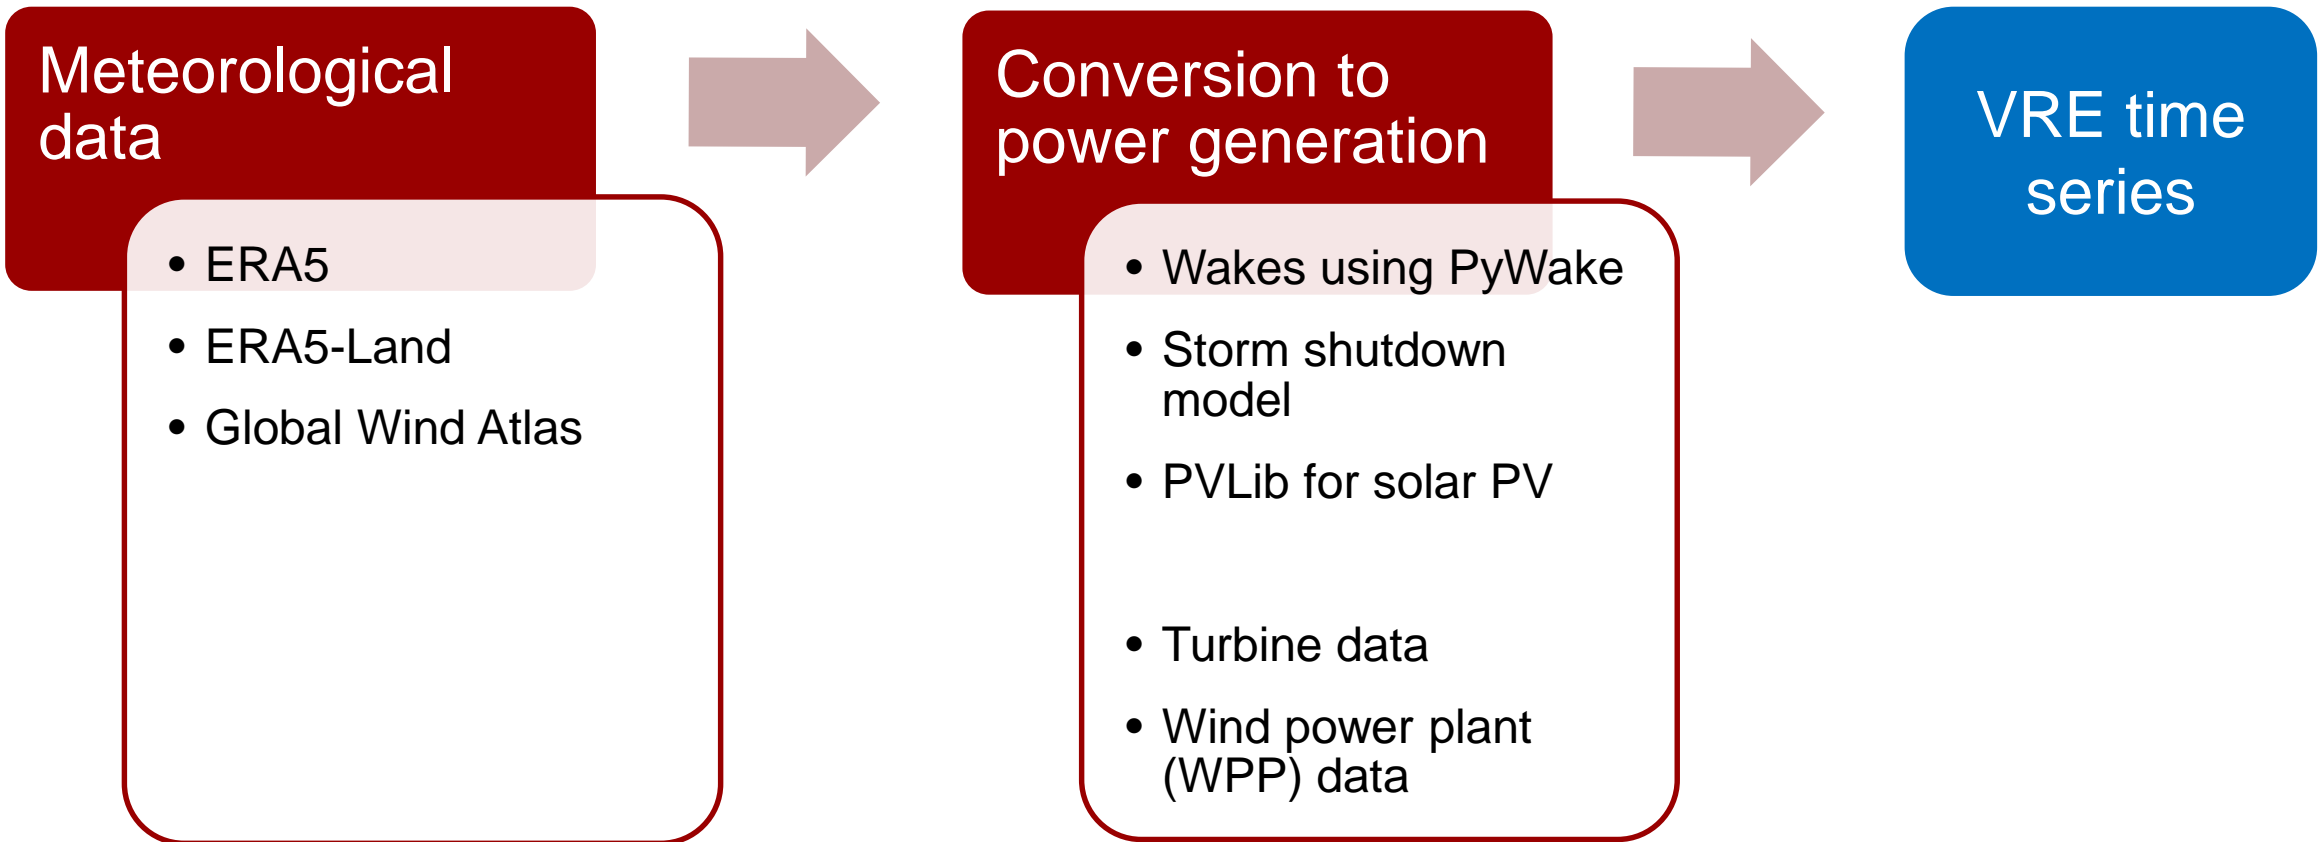 Meteorological
data
• ERA5
• ERA5-Land
• Global Wind Atlas
Conversion to
power generation
• Wakes using PyWake
• Storm shutdown
model
• PVLib for solar PV
• Turbine data
• Wind power plant
(WPP) data
VRE time
series